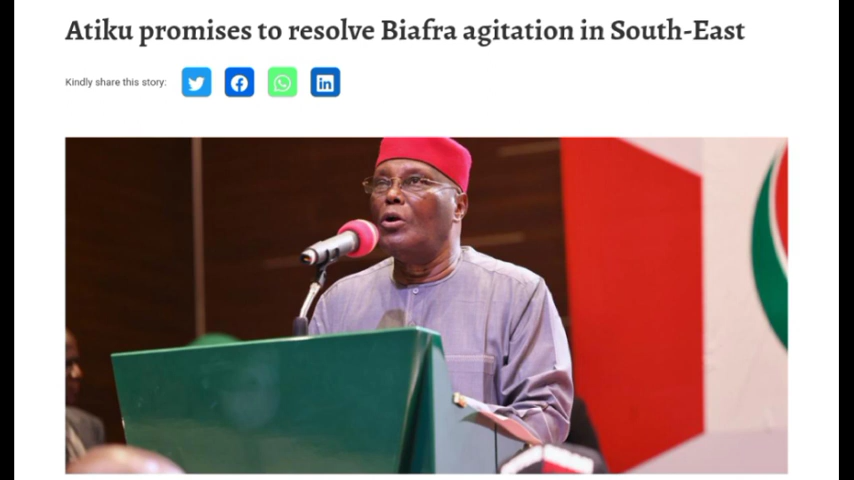 Atiku promises to resolve Biafra agitation in South-East
Kindly share this story: